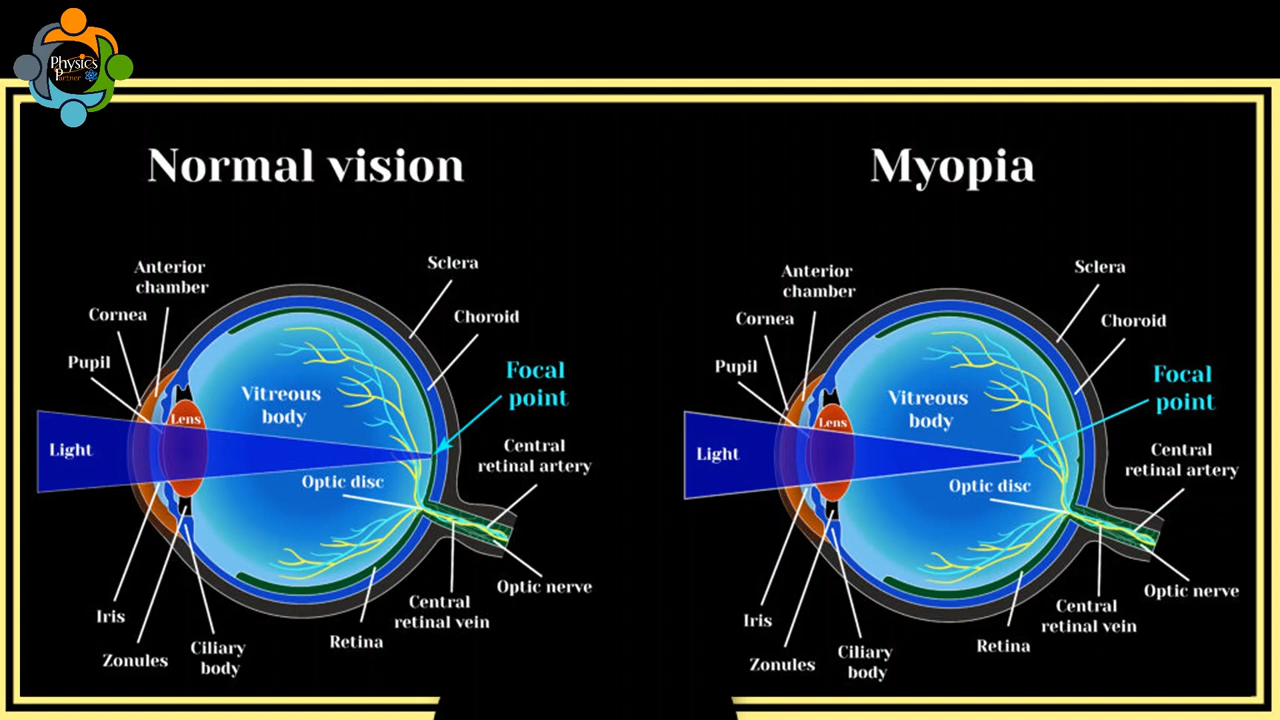 Physics
Partner
Normal vision
Anterior
chamber
Cornea
Pupil
Sclera
Choroid
Focal
point
Vitreous
body
Lens
Light
Central
retinal artery
Optic disc
Optic nerve
Central
retinal vein
Retina
Iris
Zonules
Ciliary
body
Myopia
Anterior
chamber
Cornea
Pupil
Sclera
Choroid
Focal
point
Vitreous
body
Lens
Light
Central
retinal artery
Optic disc
Optic nerve
Central
retinal vein
Retina
Iris
Zonules
Ciliary
body